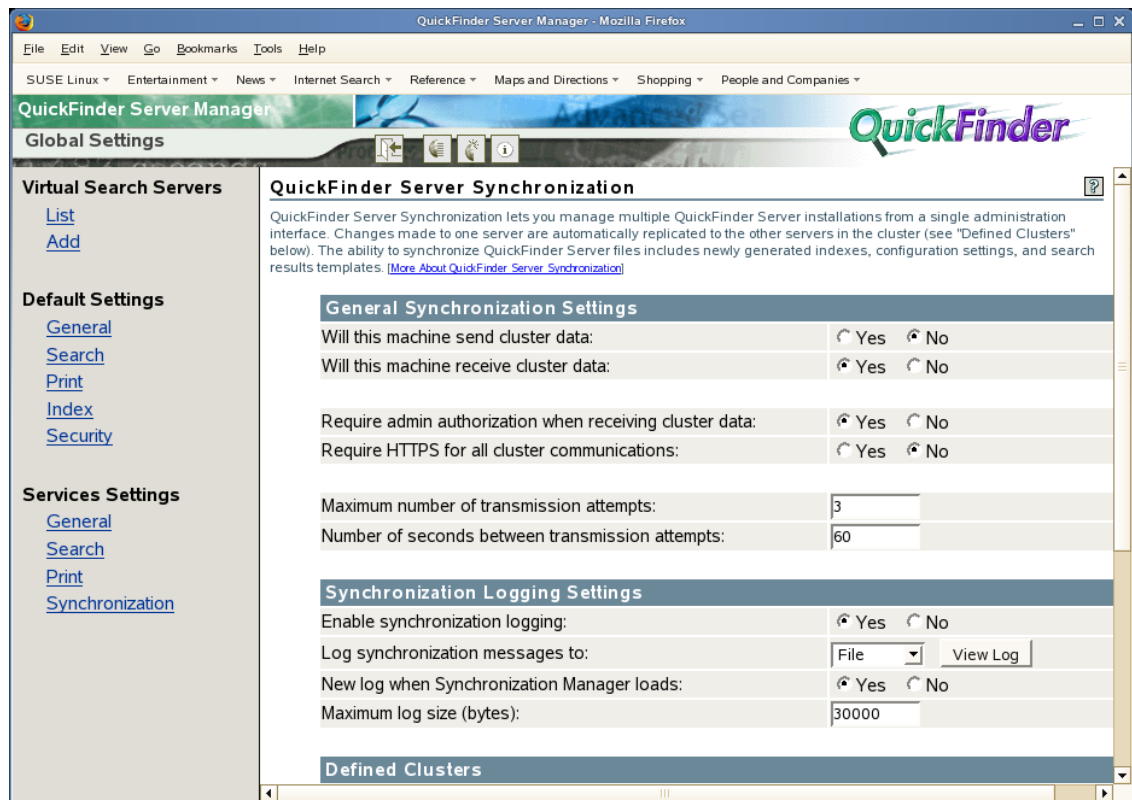 QuickFinder Server Manager - Mozilla Firefox
File Edit View Go Bookmarks Tools Help
SUSE Linux Entertainment News Internet Search Reference Maps and Directions Shopping People and Companies
QuickFinder Server Manager
Global Settings
QuickFinder
Virtual Search Servers
List
Add
Default Settings
General
Search
Print
Index
Security
Services Settings
General
Search
Print
Synchronization
QuickFinder Server Synchronization
QuickFinder Server Synchronization lets you manage multiple QuickFinder Server installations from a single administration
interface. Changes made to one server are automatically replicated to the other servers in the cluster (see "Defined Clusters"
below). The ability to synchronize QuickFinder Server files includes newly generated indexes, configuration settings, and search
results templates. [More About QuickFinder Server Synchronization]
General Synchronization Settings
Will this machine send cluster data: Yes No
Will this machine receive cluster data: Yes No
Require admin authorization when receiving cluster data: Yes No
Require HTTPS for all cluster communications: Yes No
Maximum number of transmission attempts: 3
Number of seconds between transmission attempts: 60
Synchronization Logging Settings
Enable synchronization logging: Yes No
Log synchronization messages to: File View Log
New log when Synchronization Manager loads: Yes No
Maximum log size (bytes): 30000
Defined Clusters